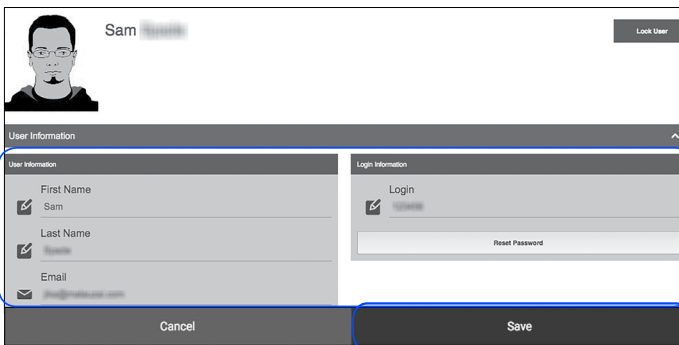 Sam
Lock User
User Information
User Information
Login Information
First Name
Sam
Login
Last Name
Reset Password
Email
Cancel
Save